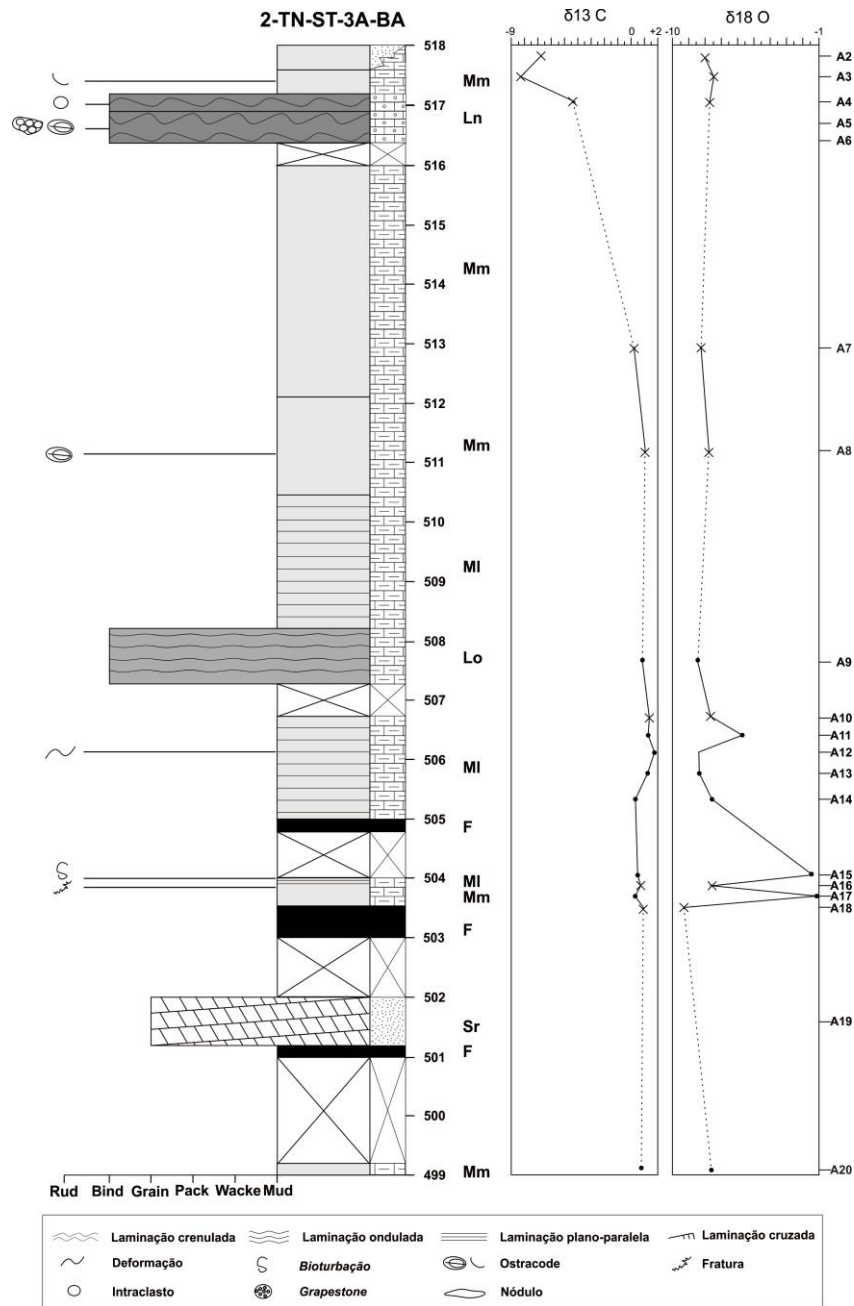 2-TN-ST-3A-BA
δ13 C
δ18 O
-9 0 +2 -10 -1
518
A2
Mm
A3
517
A4
Ln
A5
A6
516
515
Mm
514
513
A7
512
Mm
A8
511
510
Ml
509
508
Lo
A9
507
A10
A11
506
Ml
A12
A13
A14
505
F
504
Ml
A15
A16
Mm
A17
A18
F
503
502
Sr
A19
501
F
500
499
Mm
A20
Rud Bind Grain Pack Wacke Mud
Laminação crenulada Laminação ondulada Laminação plano-paralela Laminação cruzada
Deformação Bioturbação Ostracode Fratura
Intraclasto Grapestone Nódulo